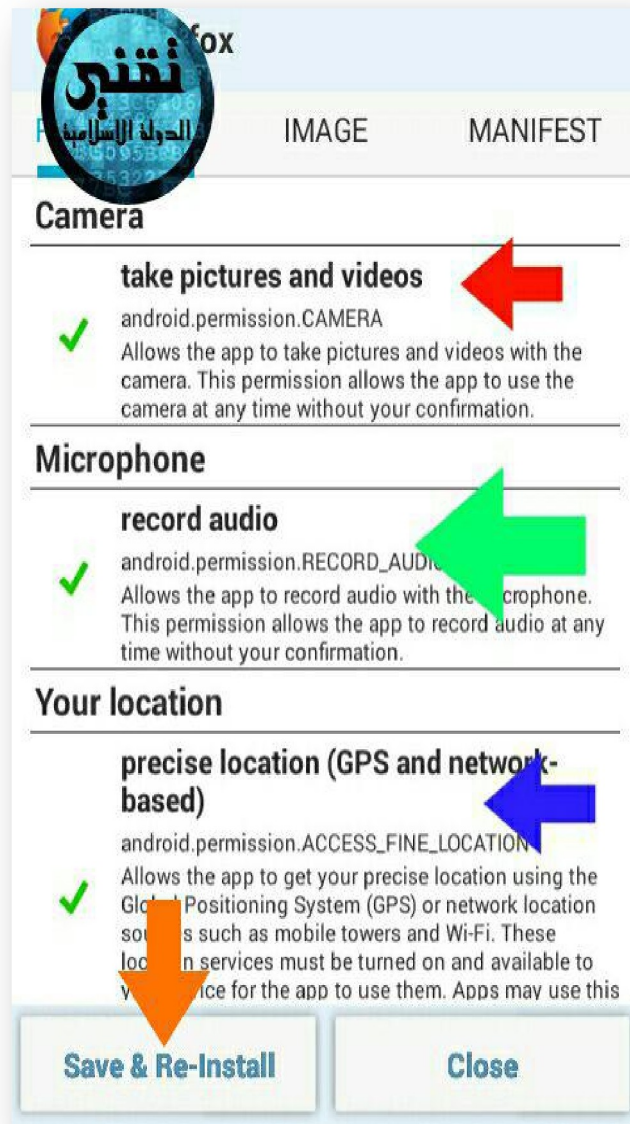 fox
تقني
الدولة الاسلامية
IMAGE
MANIFEST
Camera
take pictures and videos
android.permission.CAMERA
Allows the app to take pictures and videos with the
camera. This permission allows the app to use the
camera at any time without your confirmation.
Microphone
record audio
android.permission.RECORD_AUDI
Allows the app to record audio with the crophone.
This permission allows the app to record audio at any
time without your confirmation.
Your location
precise location (GPS and network-
based)
android.permission.ACCESS_FINE_LOCATION
Allows the app to get your precise location using the
Positioning System (GPS) or network location
such as mobile towers and Wi-Fi. These
services must be turned on and available to
for the app to use them. Apps may use this
Save & Re-Install
Close